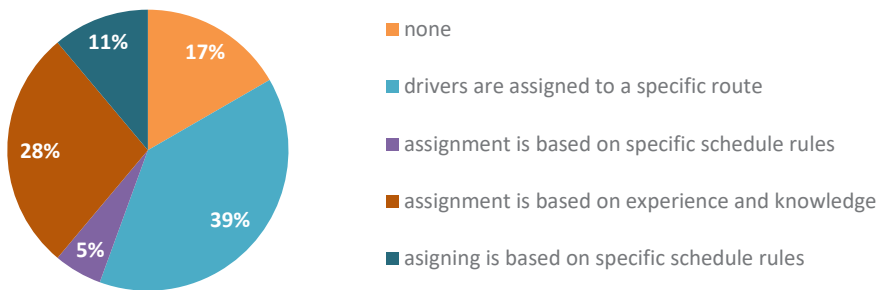 11%
17%
28%
39%
5%
none
drivers are assigned to a specific route
assignment is based on specific schedule rules
assignment is based on experience and knowledge
asigning is based on specific schedule rules